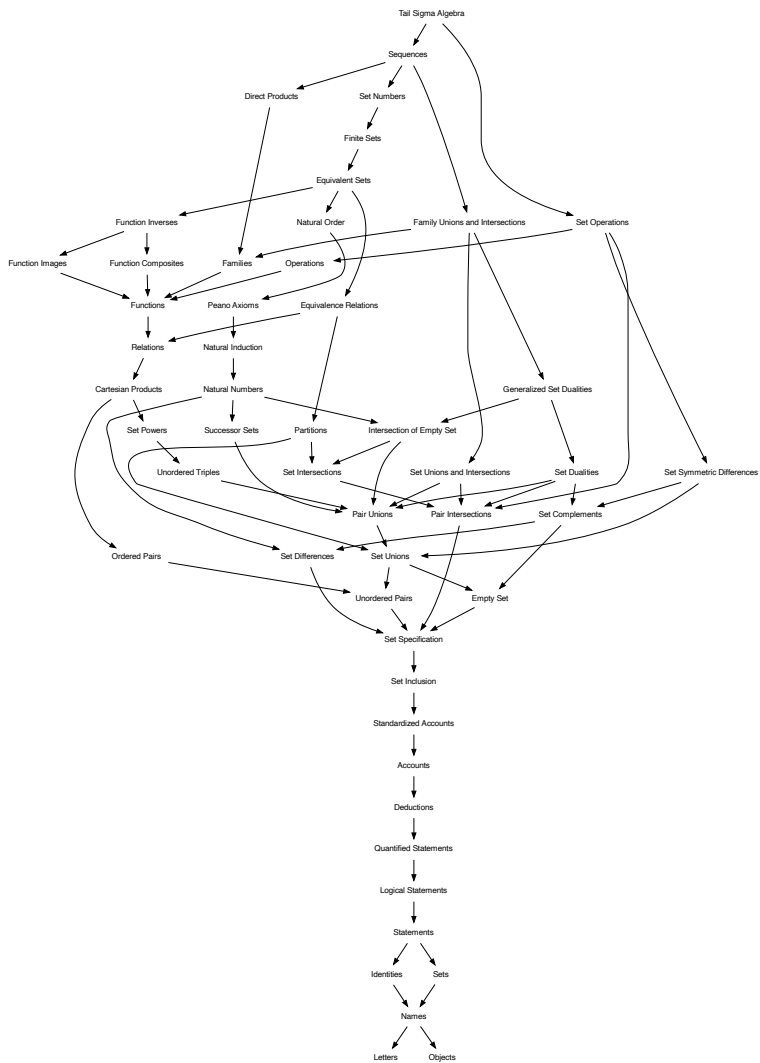 Tail Sigma Algebra
Sequences
Direct Products
Set Numbers
Finite Sets
Equivalent Sets
Function Inverses
Natural Order
Family Unions and Intersections
Set Operations
Function Images
Function Composites
Families
Operations
Functions
Peano Axioms
Equivalence Relations
Relations
Natural Induction
Cartesian Products
Natural Numbers
Generalized Set Dualities
Set Powers
Successor Sets
Partitions
Intersection of Empty Set
Unordered Triples
Set Intersections
Set Unions and Intersections
Set Dualities
Set Symmetric Differences
Pair Unions
Pair Intersections
Set Complements
Ordered Pairs
Set Differences
Set Unions
Unordered Pairs
Empty Set
Set Specification
Set Inclusion
Standardized Accounts
Accounts
Deductions
Quantified Statements
Logical Statements
Statements
Identities
Sets
Names
Letters
Objects